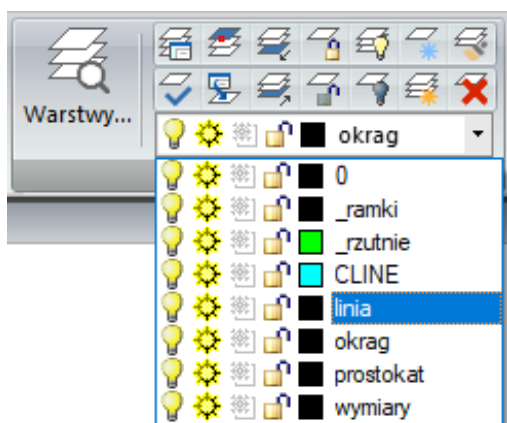 Warstwy...
okrag
0
_ramki
_rzutnie
CLINE
linia
okrag
prostokat
wymiary